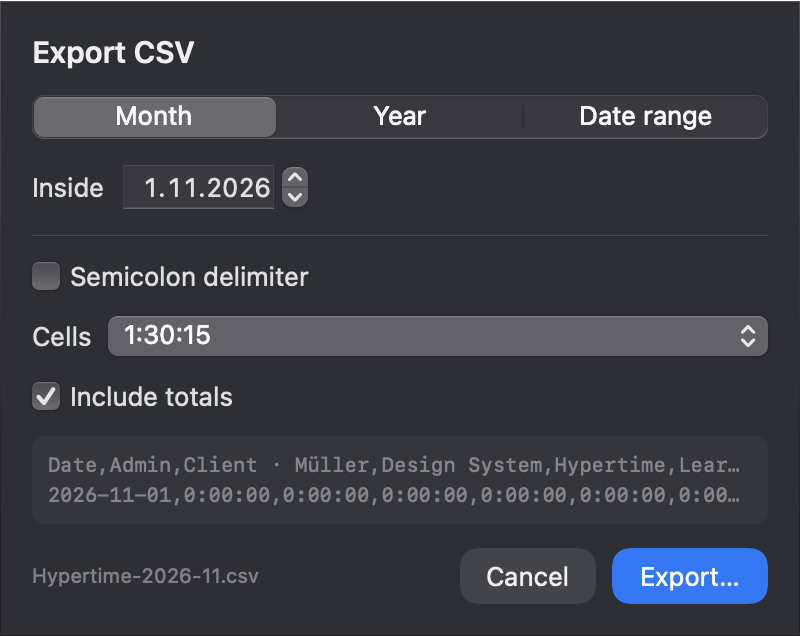 Export CSV
Month Year Date range
Inside 1.11.2026
Semicolon delimiter
Cells 1:30:15
Include totals
Date,Admin,Client · Müller,Design System,Hypertime,Lear…
2026-11-01,0:00:00,0:00:00,0:00:00,0:00:00,0:00:00,0:00…
Hypertime-2026-11.csv Cancel Export…